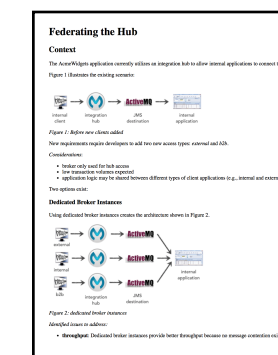 Federating the Hub
Context
The AcmeWidgets application currently utilizes an integration hub to allow internal applications to connect
Figure 1 illustrates the existing scenario:
ActiveMQ
internal client
integration hub
JMS destination
internal application
Figure 1: Before new clients added
New requirements require developers to add two new access types: external and b2b.
Considerations:
• broker only used for hub access
• low transaction volumes expected
• application logic may be shared between different types of client applications (e.g., internal and extern
Two options exist:
Dedicated Broker Instances
Using dedicated broker instances creates the architecture shown in Figure 2.
ActiveMQ
external
ActiveMQ
internal
internal application
ActiveMQ
b2b
integration hub
JMS destination
Figure 2: dedicated broker instances
Identified issues to address:
• throughput: Dedicated broker instances provide better throughput because no message contention exi